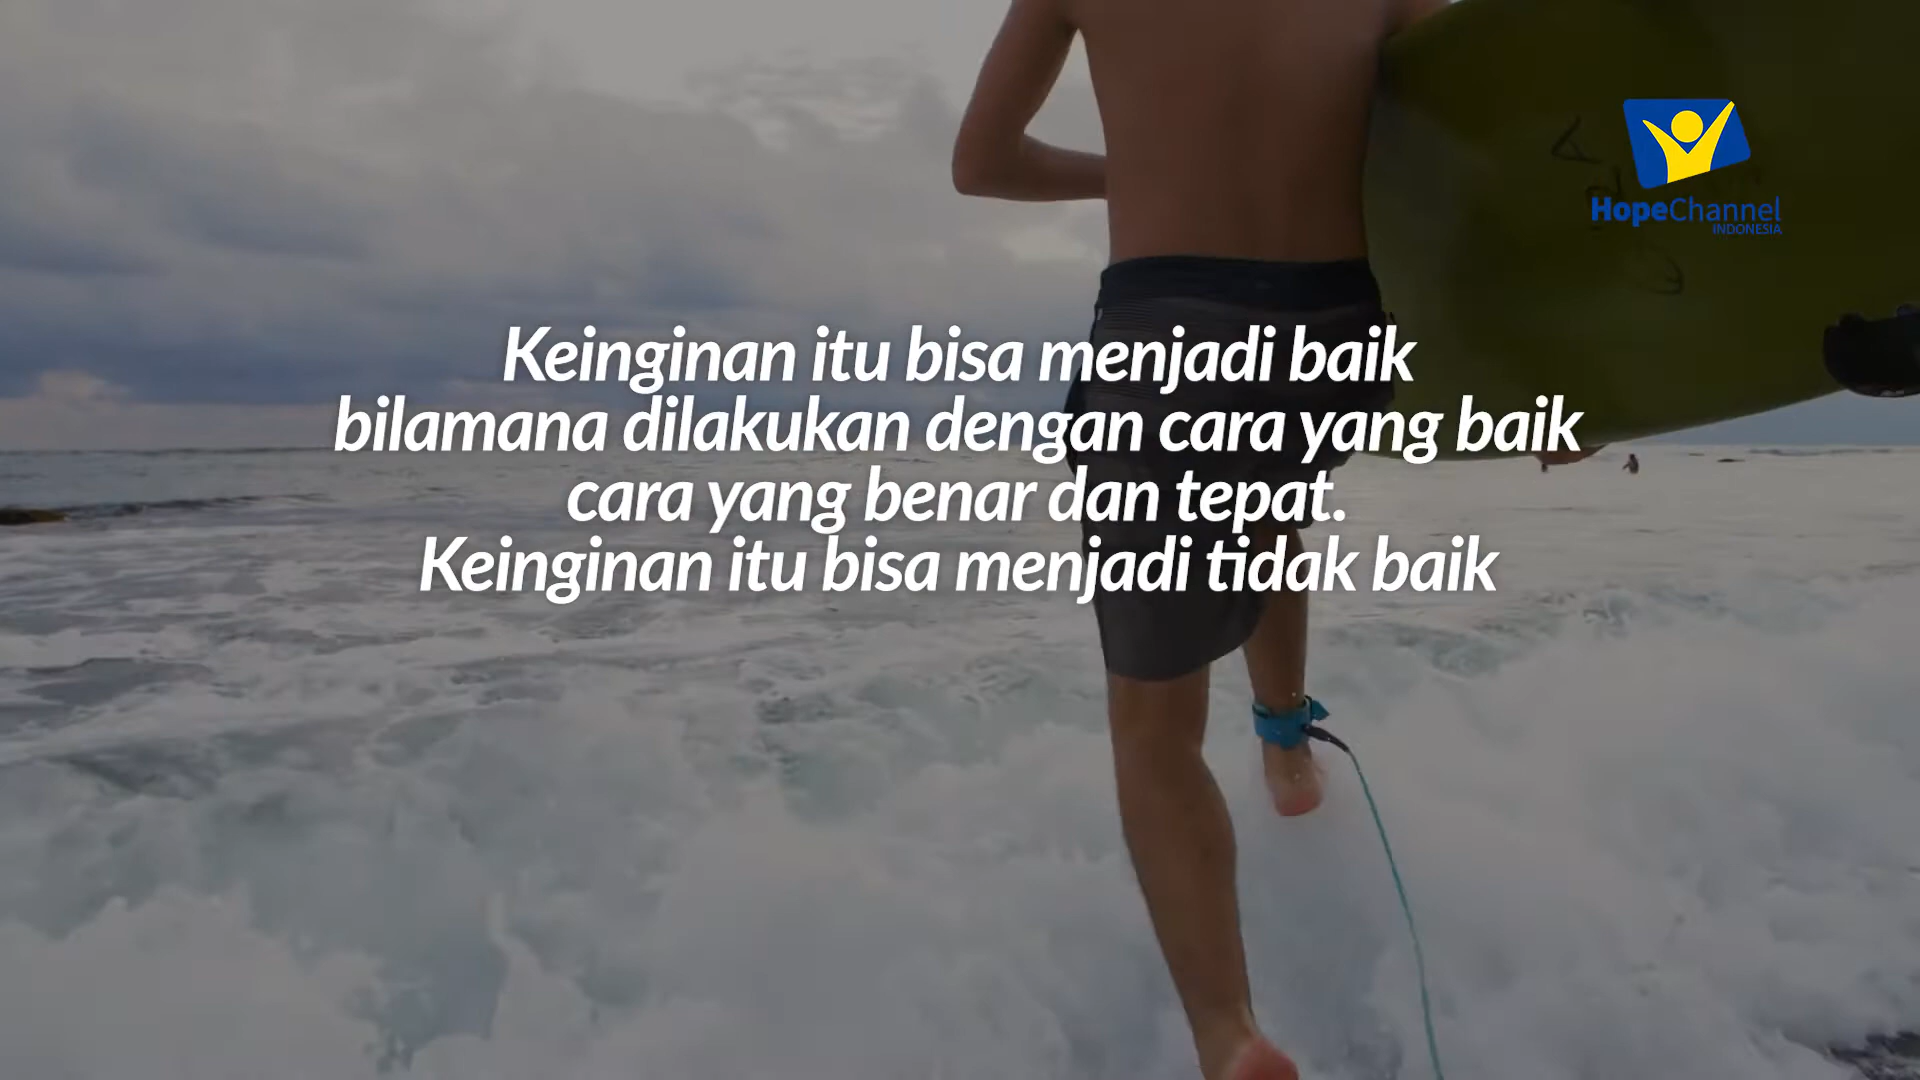 HopeChannel
INDONESIA
Keinginan itu bisa menjadi baik
bilamana dilakukan dengan cara yang baik
cara yang benar dan tepat.
Keinginan itu bisa menjadi tidak baik